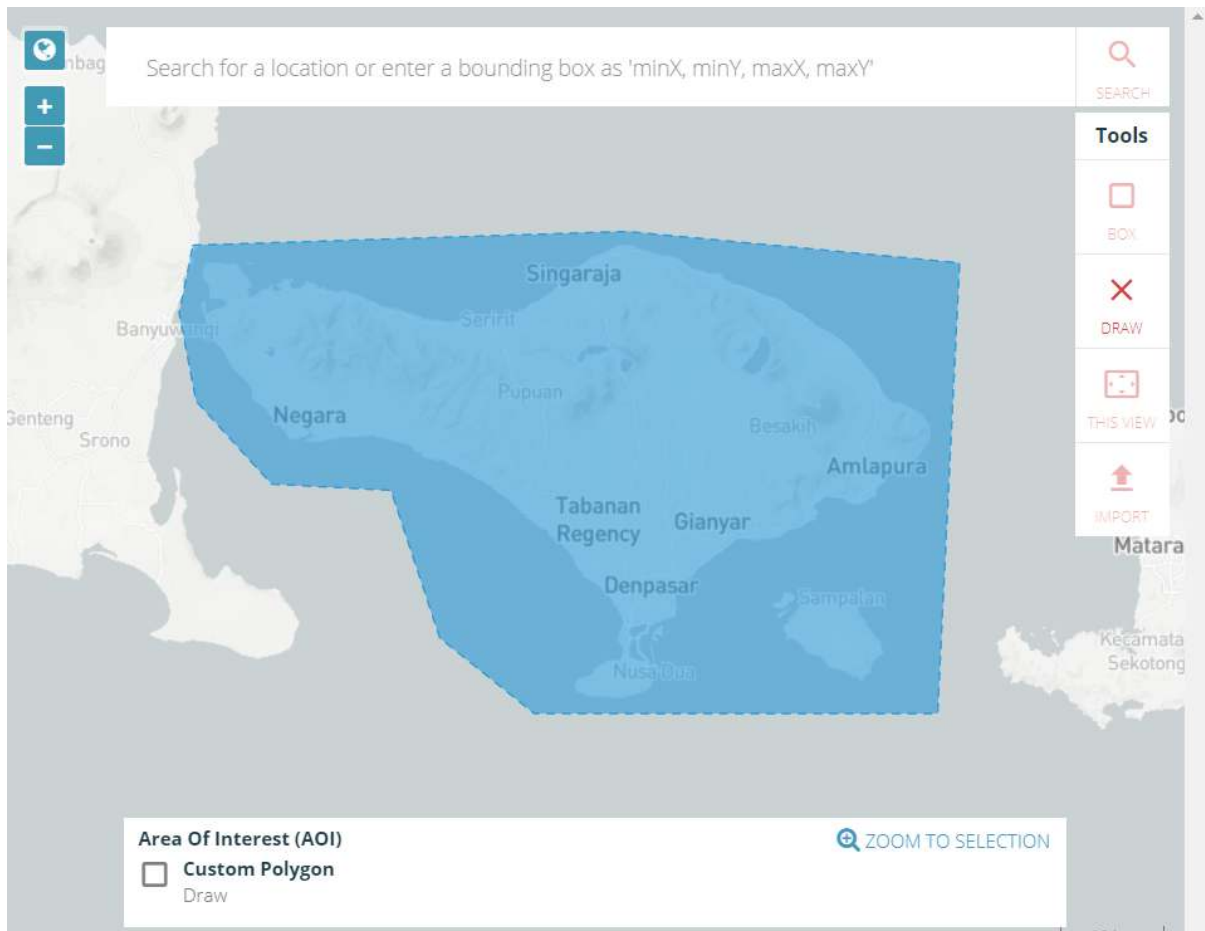 Search for a location or enter a bounding box as 'minX, minY, maxX, maxY'
SEARCH
Tools
BOX
DRAW
THIS VIEW
IMPORT
nbag
Singaraja
Seririt
Banyuwangi
Pupuan
Negara
Besakih
Genteng
Srono
Amlapura
Tabanan
Regency
Gianyar
Matara
Denpasar
Sampalan
Kecamata
Sekotong
Nusa Dua
Area Of Interest (AOI)
ZOOM TO SELECTION
Custom Polygon
Draw